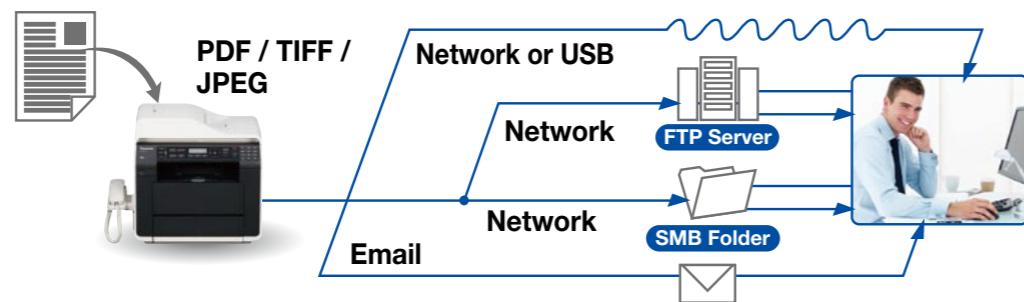 PDF / TIFF /
JPEG
Network or USB
Network
FTP Server
Network
SMB Folder
Email